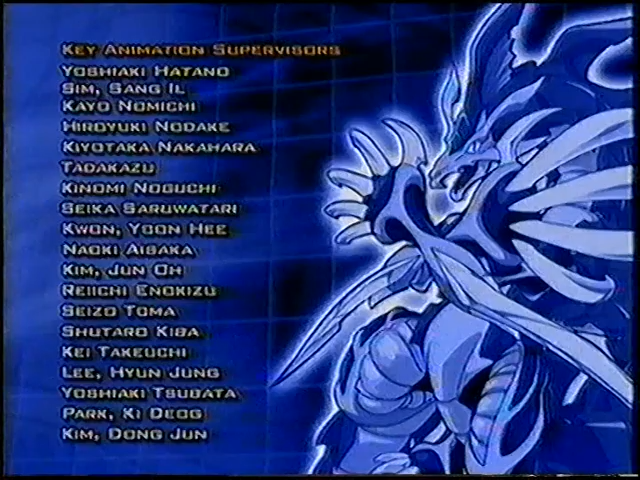 Key Animation Supervisors
Yoshiaki Hatano
Sim, Sang Il
Kayo Nomichi
Hiroyuki Nodake
Kiyotaka Nakahara
Tadakazu
Kinomi Noguchi
Seika Saruwatari
Kwon, Yoon Hee
Naoki Aisaka
Kim, Jun Oh
Reiichi Enokizu
Seizo Toma
Shutaro Kiba
Kei Takeuchi
Lee, Hyun Jung
Yoshiaki Tsubata
Park, Ki Deog
Kim, Dong Jun